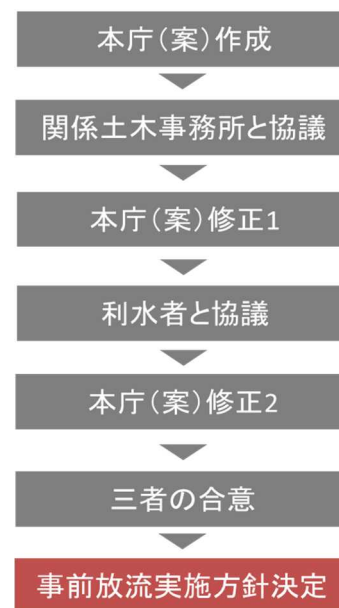 本庁(案)作成
関係土木事務所と協議
本庁(案)修正1
利水者と協議
本庁(案)修正2
三者の合意
事前放流実施方針決定